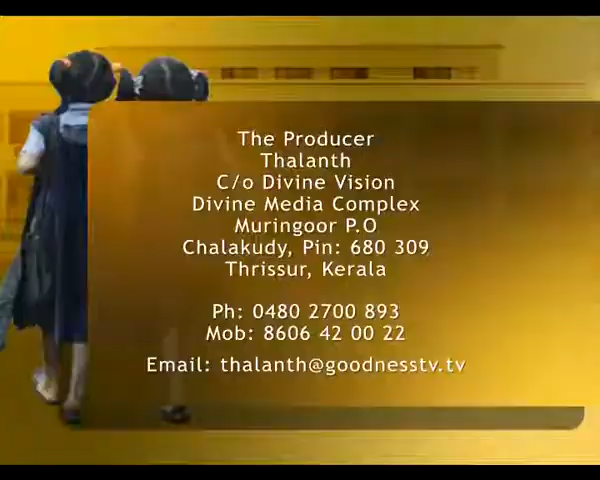 The Producer
Thalanth
C/o Divine Vision
Divine Media Complex
Muringoor P.O
Chalakudy, Pin: 680 309
Thrissur, Kerala
Ph: 0480 2700 893
Mob: 8606 42 00 22
Email: thalanth@goodnesstv.tv